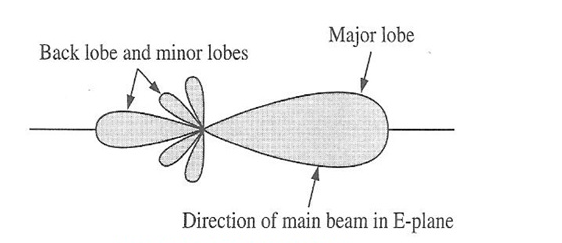 Major lobe
Back lobe and minor lobes
Direction of main beam in E-plane